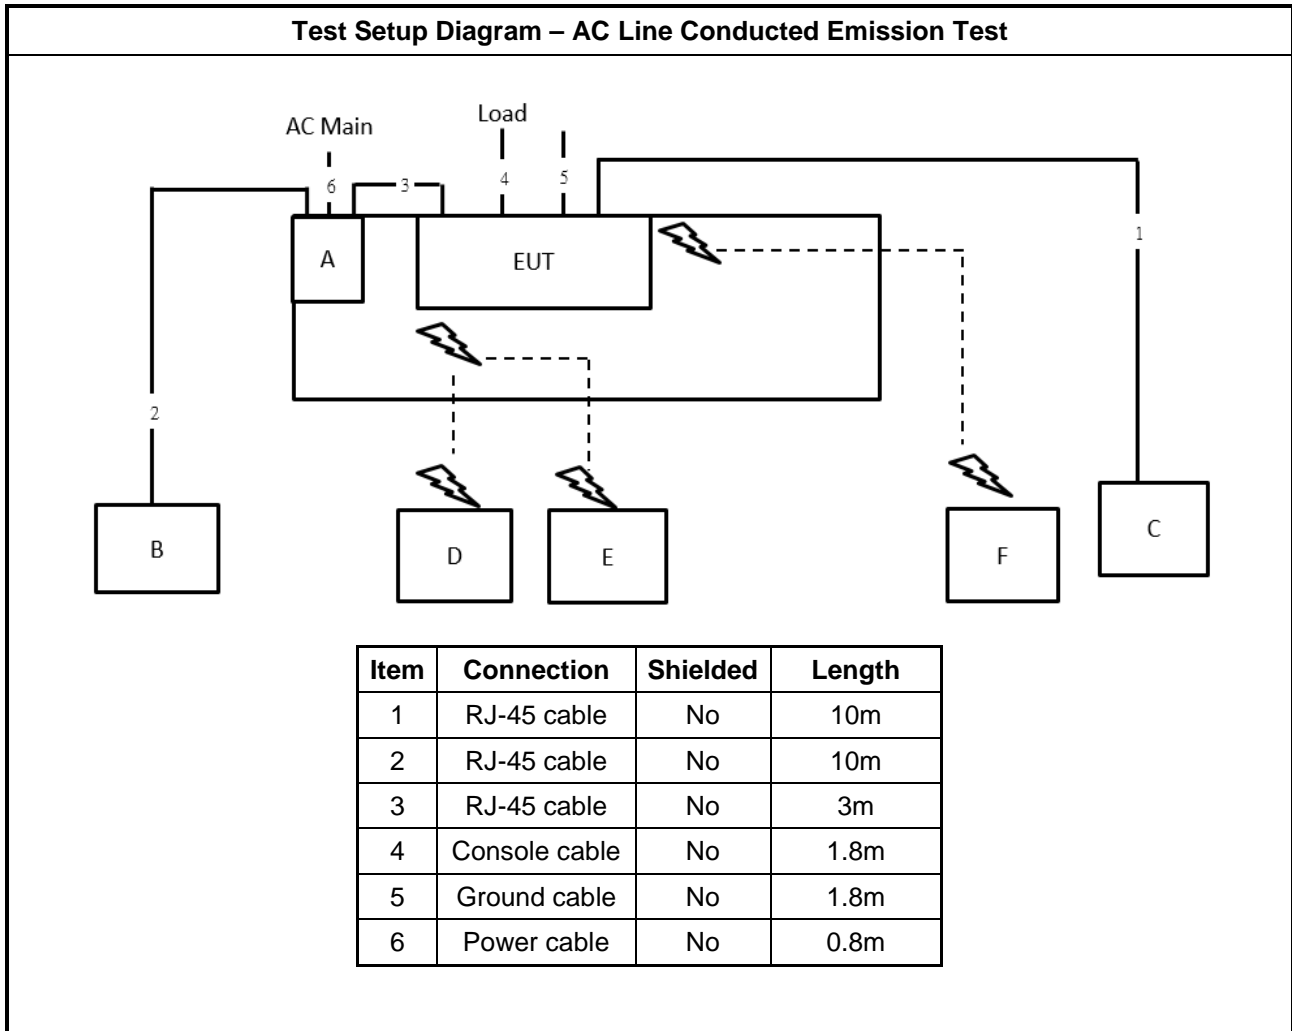 Test Setup Diagram – AC Line Conducted Emission Test
Load
AC Main
6
3
4
5
1
A
EUT
2
B
D
E
F
C
Item Connection Shielded Length
1 RJ-45 cable No 10m
2 RJ-45 cable No 10m
3 RJ-45 cable No 3m
4 Console cable No 1.8m
5 Ground cable No 1.8m
6 Power cable No 0.8m